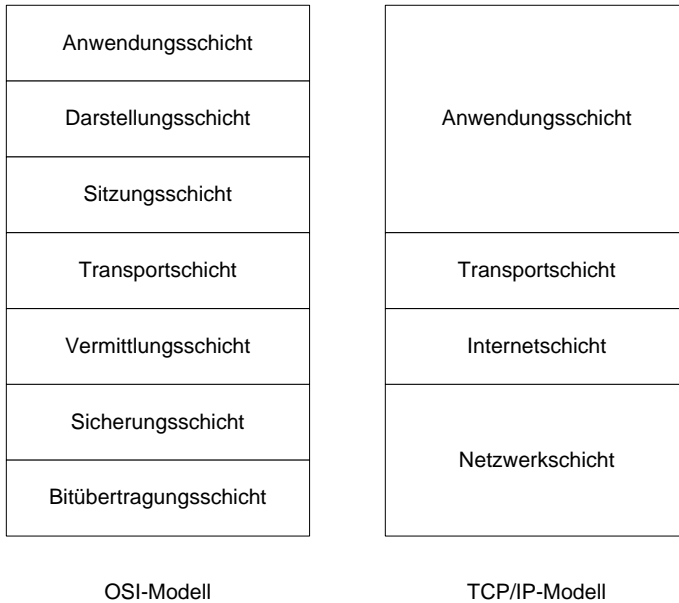 Anwendungsschicht
Darstellungsschicht
Sitzungsschicht
Transportschicht
Vermittlungsschicht
Sicherungsschicht
Bitübertragungsschicht
OSI-Modell
Anwendungsschicht
Transportschicht
Internetschicht
Netzwerkschicht
TCP/IP-Modell